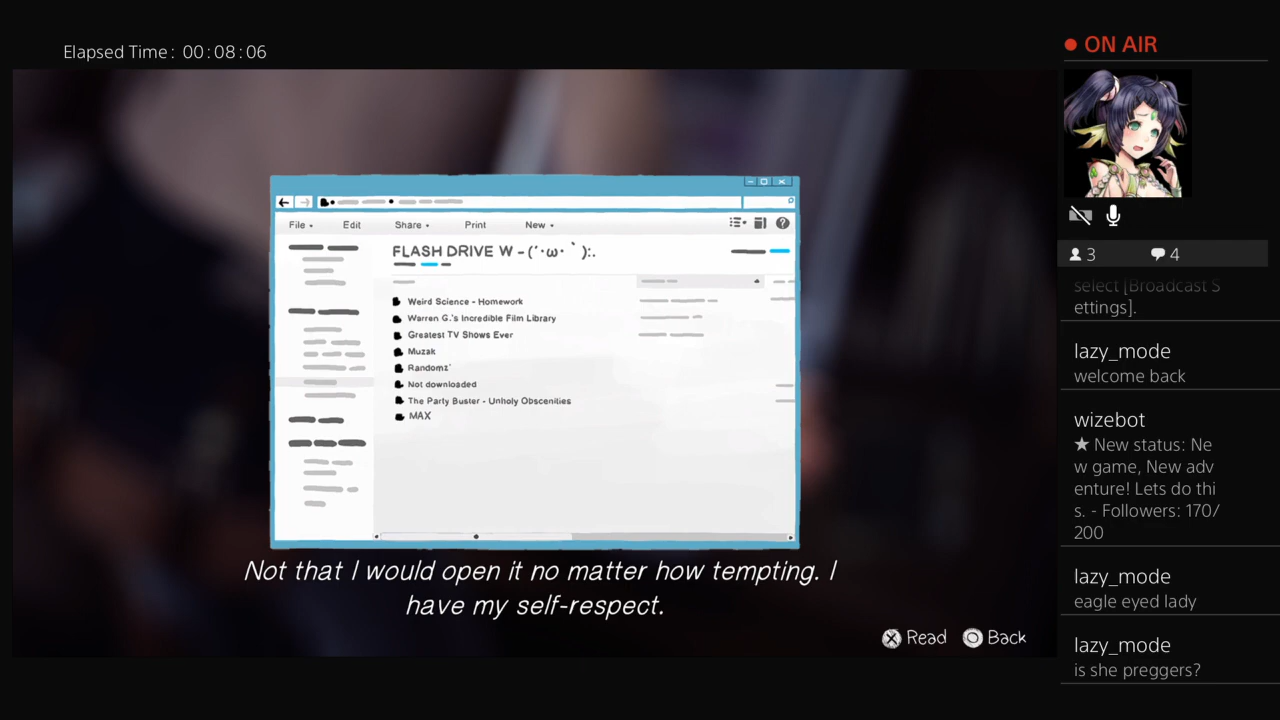 Elapsed Time: 00:08:06
ON AIR
File
Edit
Share
Print
New
FLASH DRIVE W - (´·ω·`):.
Weird Science - Homework
Warren G.'s Incredible Film Library
Greatest TV Shows Ever
Muzak
Randomz'
Not downloaded
The Party Buster - Unholy Obscenities
MAX
Not that I would open it no matter how tempting. I
have my self-respect.
Read
Back
3
4
select [Broadcast S
ettings].
lazy_mode
welcome back
wizebot
★ New status: Ne
w game, New adv
enture! Lets do thi
s. - Followers: 170/
200
lazy_mode
eagle eyed lady
lazy_mode
is she preggers?